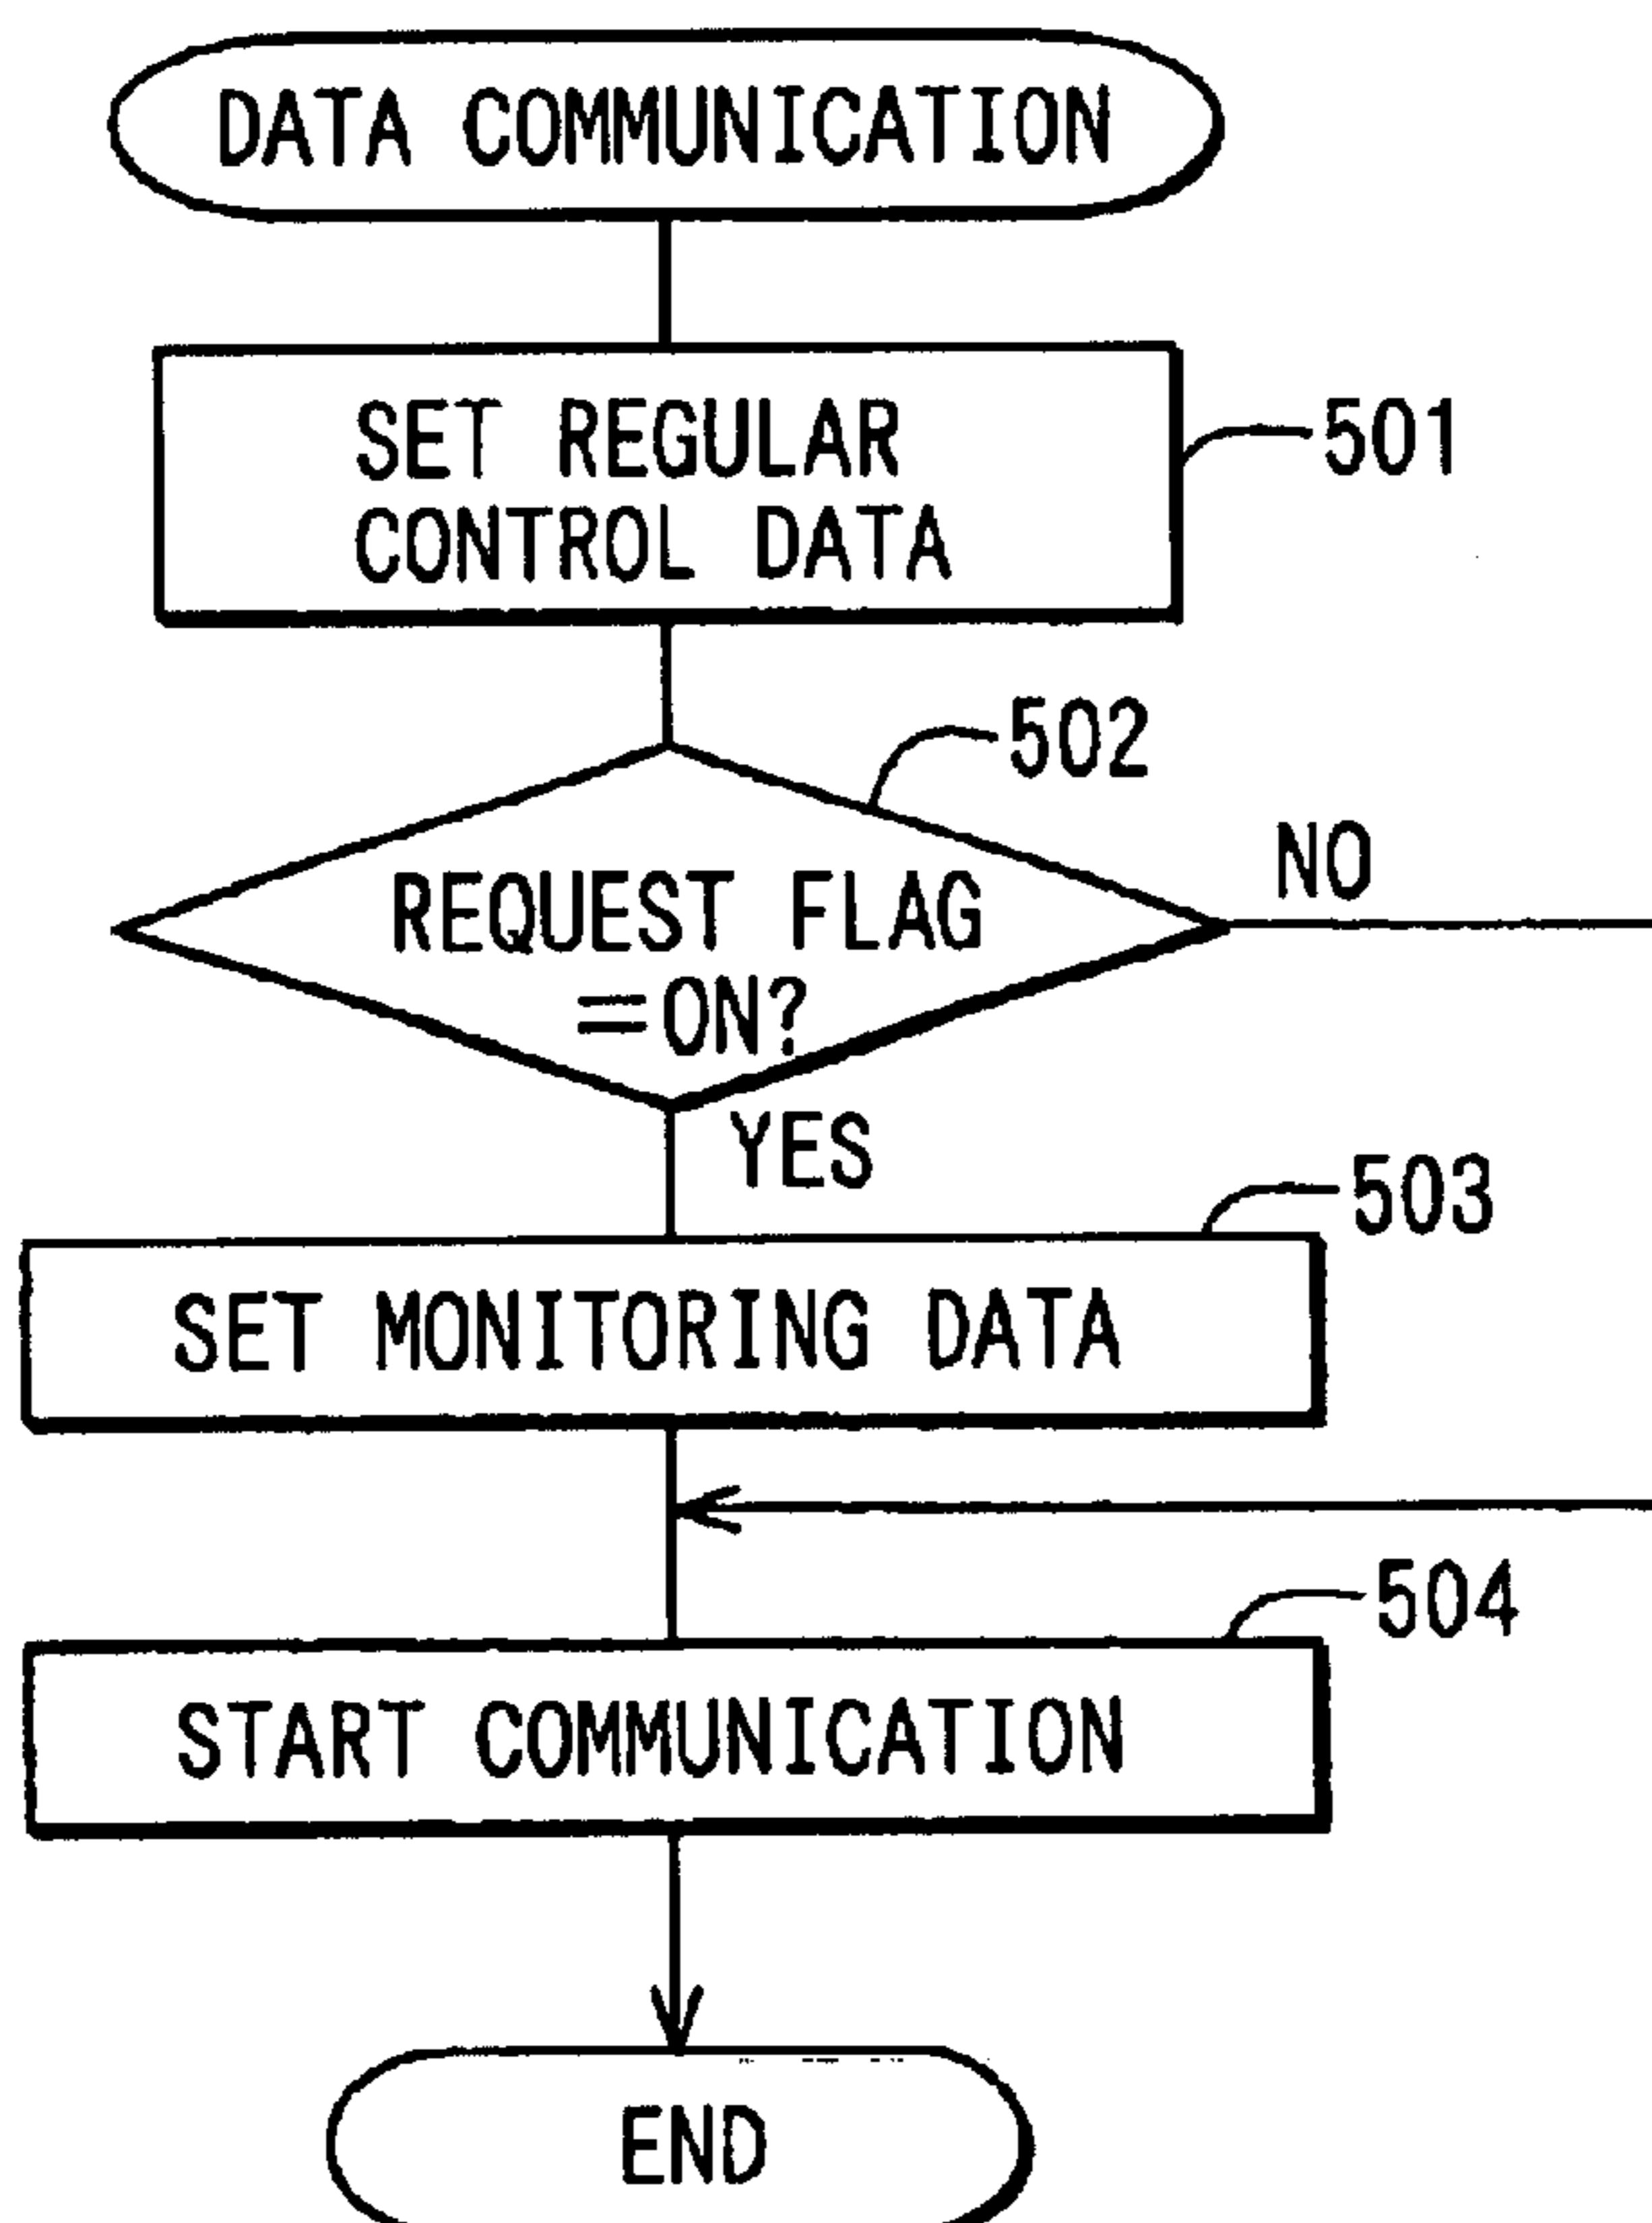 DATA COMMUNICATION
SET REGULAR
CONTROL DATA
501
502
REQUEST FLAG
=ON?
NO
YES
503
SET MONITORING DATA
504
START COMMUNICATION
END